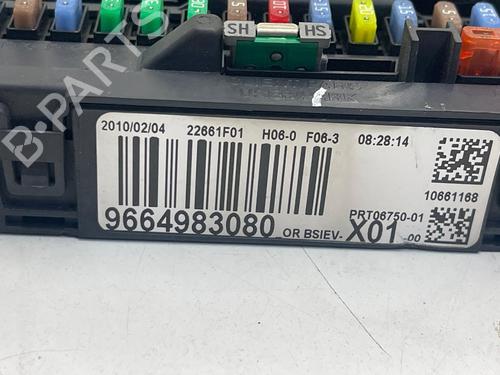 SH HS
2010/02/04 22661F01 H06-0 F06-3 08:28:14
10661168
PRT06750-01
9664983080 OR BSIEV- X01 -00
B-PARTS